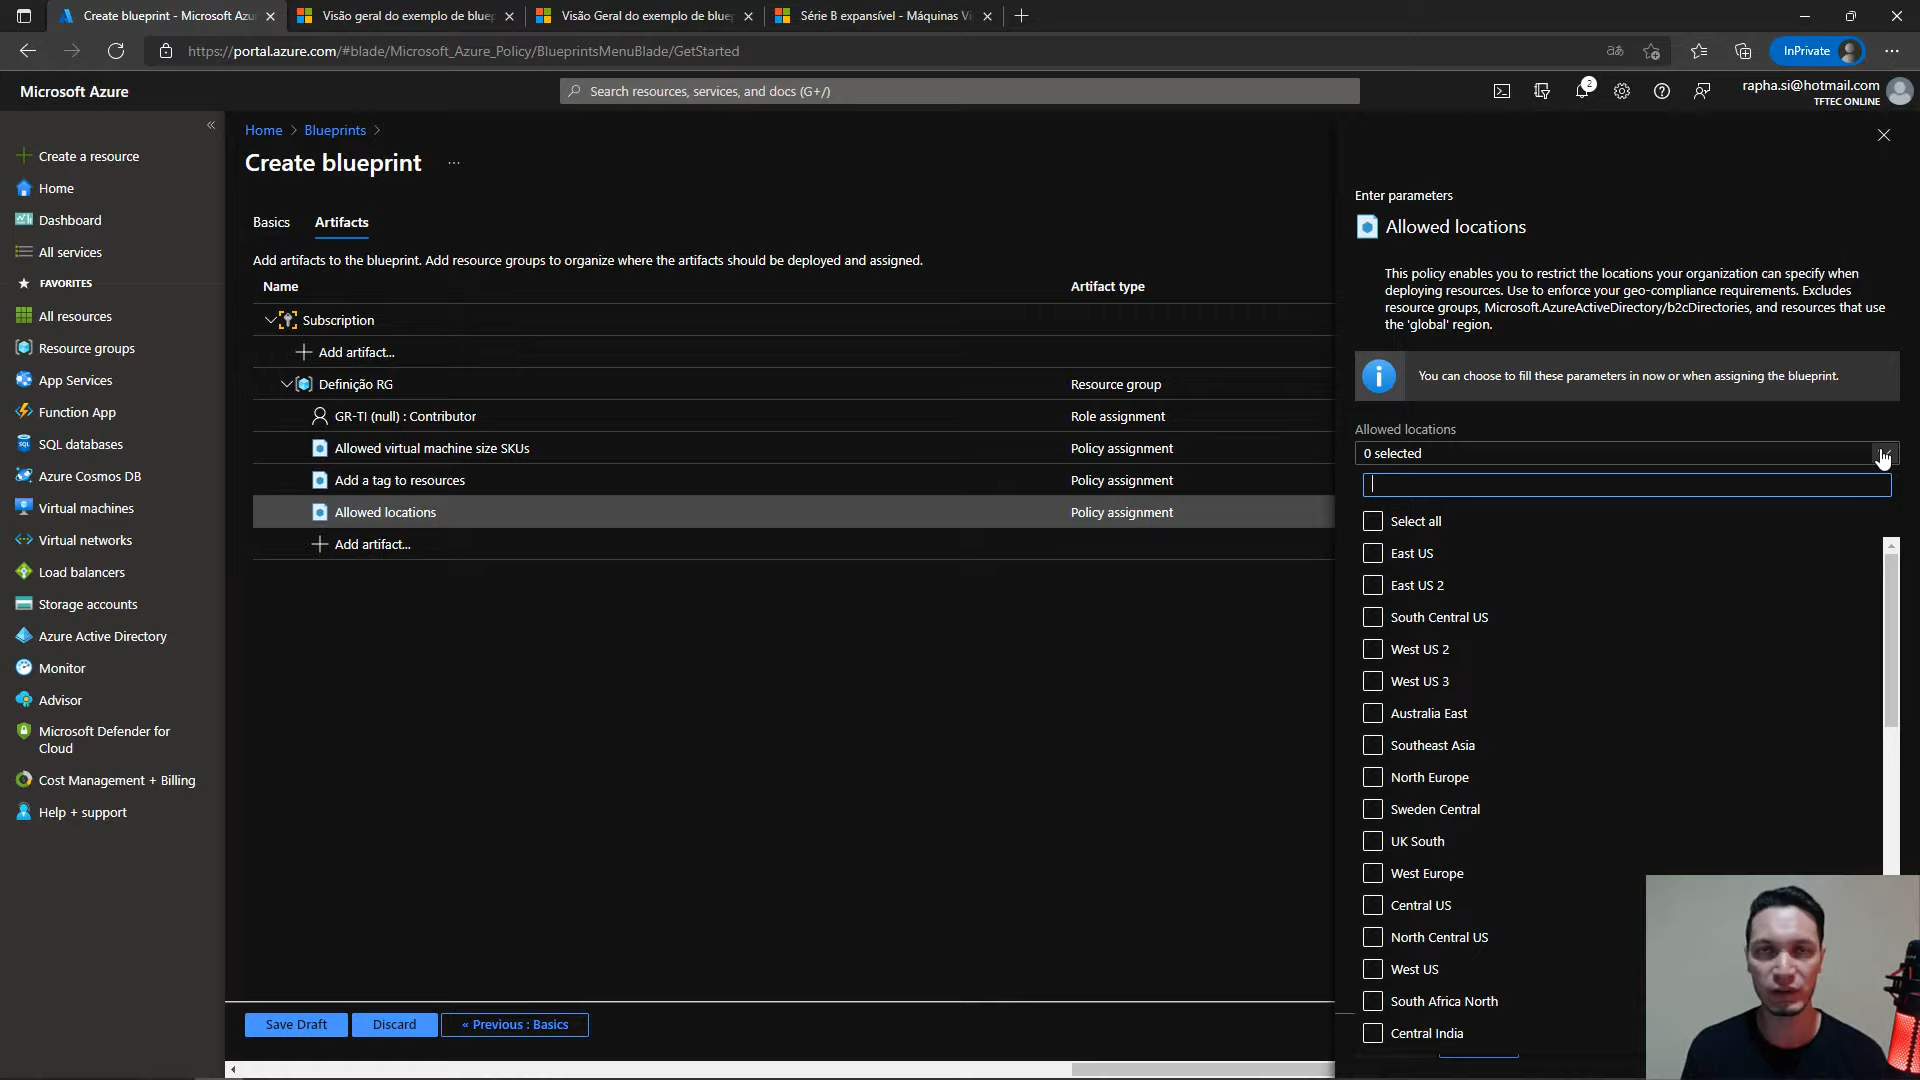 Create blueprint - Microsoft Azu
Visão geral do exemplo de bluep
Visão Geral do exemplo de blue
Série B expansível - Máquinas Vi
https://portal.azure.com/#blade/Microsoft_Azure_Policy/BlueprintsMenuBlade/GetStarted
InPrivate
Microsoft Azure
Search resources, services, and docs (G+/)
2
rapha.si@hotmail.com
TFTEC ONLINE
Create a resource
Home
Dashboard
All services
FAVORITES
All resources
Resource groups
App Services
Function App
SQL databases
Azure Cosmos DB
Virtual machines
Virtual networks
Load balancers
Storage accounts
Azure Active Directory
Monitor
Advisor
Microsoft Defender for
Cloud
Cost Management + Billing
Help + support
Home > Blueprints >
Create blueprint ...
Basics
Artifacts
Add artifacts to the blueprint. Add resource groups to organize where the artifacts should be deployed and assigned.
Name
Artifact type
Subscription
Add artifact...
Definição RG
Resource group
GR-TI (null) : Contributor
Role assignment
Allowed virtual machine size SKUs
Policy assignment
Add a tag to resources
Policy assignment
Allowed locations
Policy assignment
Add artifact...
Save Draft
Discard
« Previous : Basics
Enter parameters
Allowed locations
This policy enables you to restrict the locations your organization can specify when
deploying resources. Use to enforce your geo-compliance requirements. Excludes
resource groups, Microsoft.AzureActiveDirectory/b2cDirectories, and resources that use
the 'global' region.
You can choose to fill these parameters in now or when assigning the blueprint.
Allowed locations
0 selected
Select all
East US
East US 2
South Central US
West US 2
West US 3
Australia East
Southeast Asia
North Europe
Sweden Central
UK South
West Europe
Central US
North Central US
West US
South Africa North
Central India